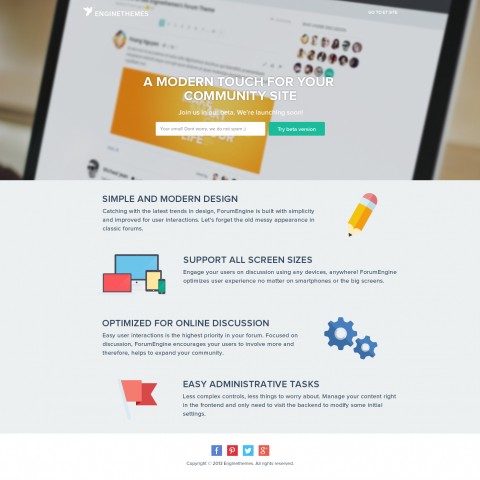 ENGINETHEMES
A MODERN TOUCH FOR YOUR
COMMUNITY SITE
Join us in our beta. We're launching soon!
Your email! Don't worry, we do not spam :)
Try beta version
SIMPLE AND MODERN DESIGN
Catching with the latest trends in design, ForumEngine is built with simplicity
and improved for user interactions. Let's forget the old messy appearance in
classic forums.
SUPPORT ALL SCREEN SIZES
Engage your users on discussion using any devices, anywhere! ForumEngine
optimizes user experience no matter on smartphones or the big screens.
OPTIMIZED FOR ONLINE DISCUSSION
Easy user interactions is the highest priority in your forum. Focused on
discussion, ForumEngine encourages your users to involve more and
therefore, helps to expand your community.
EASY ADMINISTRATIVE TASKS
Less complex controls, less things to worry about. Manage your content right
in the frontend and only need to visit the backend to modify some initial
settings.
Copyright © 2013 Enginethemes. All rights reserved.